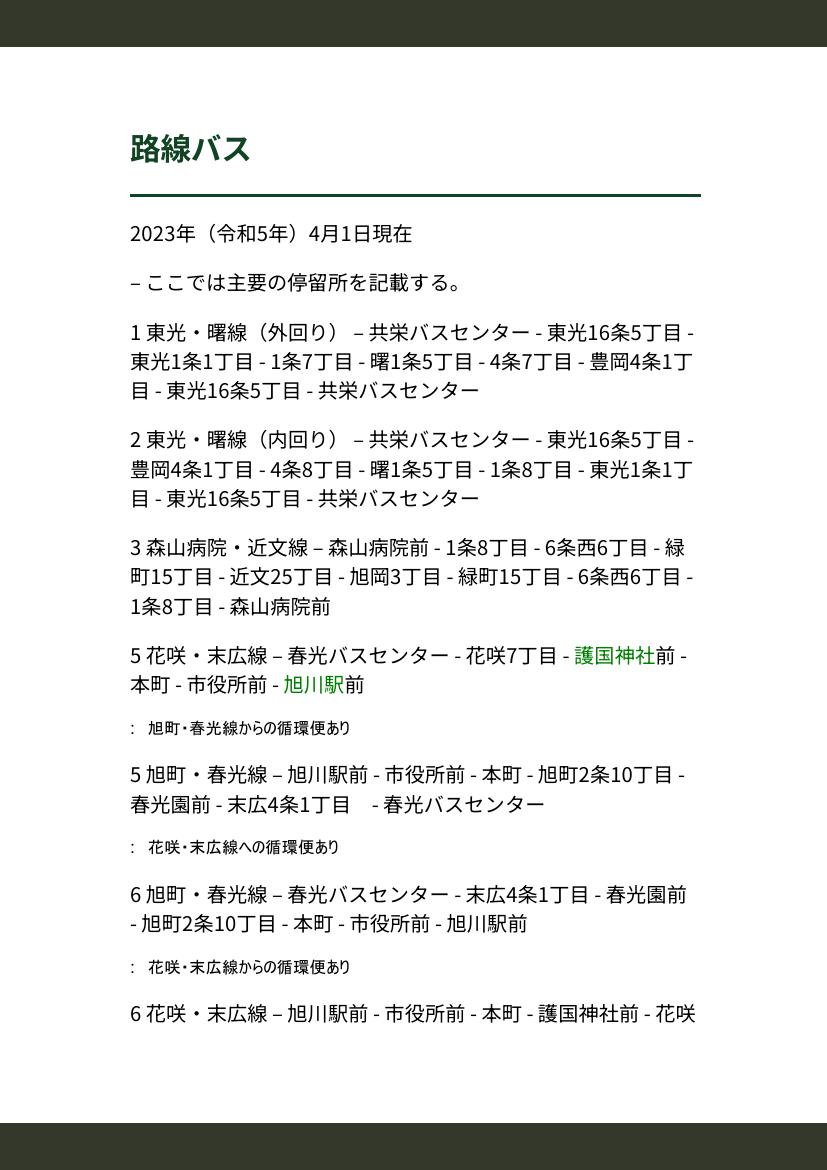 路線バス
2023年（令和5年）4月1日現在
– ここでは主要の停留所を記載する。
1 東光・曙線（外回り） – 共栄バスセンター - 東光16条5丁目 -
東光1条1丁目 - 1条7丁目 - 曙1条5丁目 - 4条7丁目 - 豊岡4条1丁
目 - 東光16条5丁目 - 共栄バスセンター
2 東光・曙線（内回り） – 共栄バスセンター - 東光16条5丁目 -
豊岡4条1丁目 - 4条8丁目 - 曙1条5丁目 - 1条8丁目 - 東光1条1丁
目 - 東光16条5丁目 - 共栄バスセンター
3 森山病院・近文線 – 森山病院前 - 1条8丁目 - 6条西6丁目 - 緑
町15丁目 - 近文25丁目 - 旭岡3丁目 - 緑町15丁目 - 6条西6丁目 -
1条8丁目 - 森山病院前
5 花咲・末広線 – 春光バスセンター - 花咲7丁目 - 護国神社前 -
本町 - 市役所前 - 旭川駅前
: 旭町・春光線からの循環便あり
5 旭町・春光線 – 旭川駅前 - 市役所前 - 本町 - 旭町2条10丁目 -
春光園前 - 末広4条1丁目　- 春光バスセンター
: 花咲・末広線への循環便あり
6 旭町・春光線 – 春光バスセンター - 末広4条1丁目 - 春光園前
- 旭町2条10丁目 - 本町 - 市役所前 - 旭川駅前
: 花咲・末広線からの循環便あり
6 花咲・末広線 – 旭川駅前 - 市役所前 - 本町 - 護国神社前 - 花咲